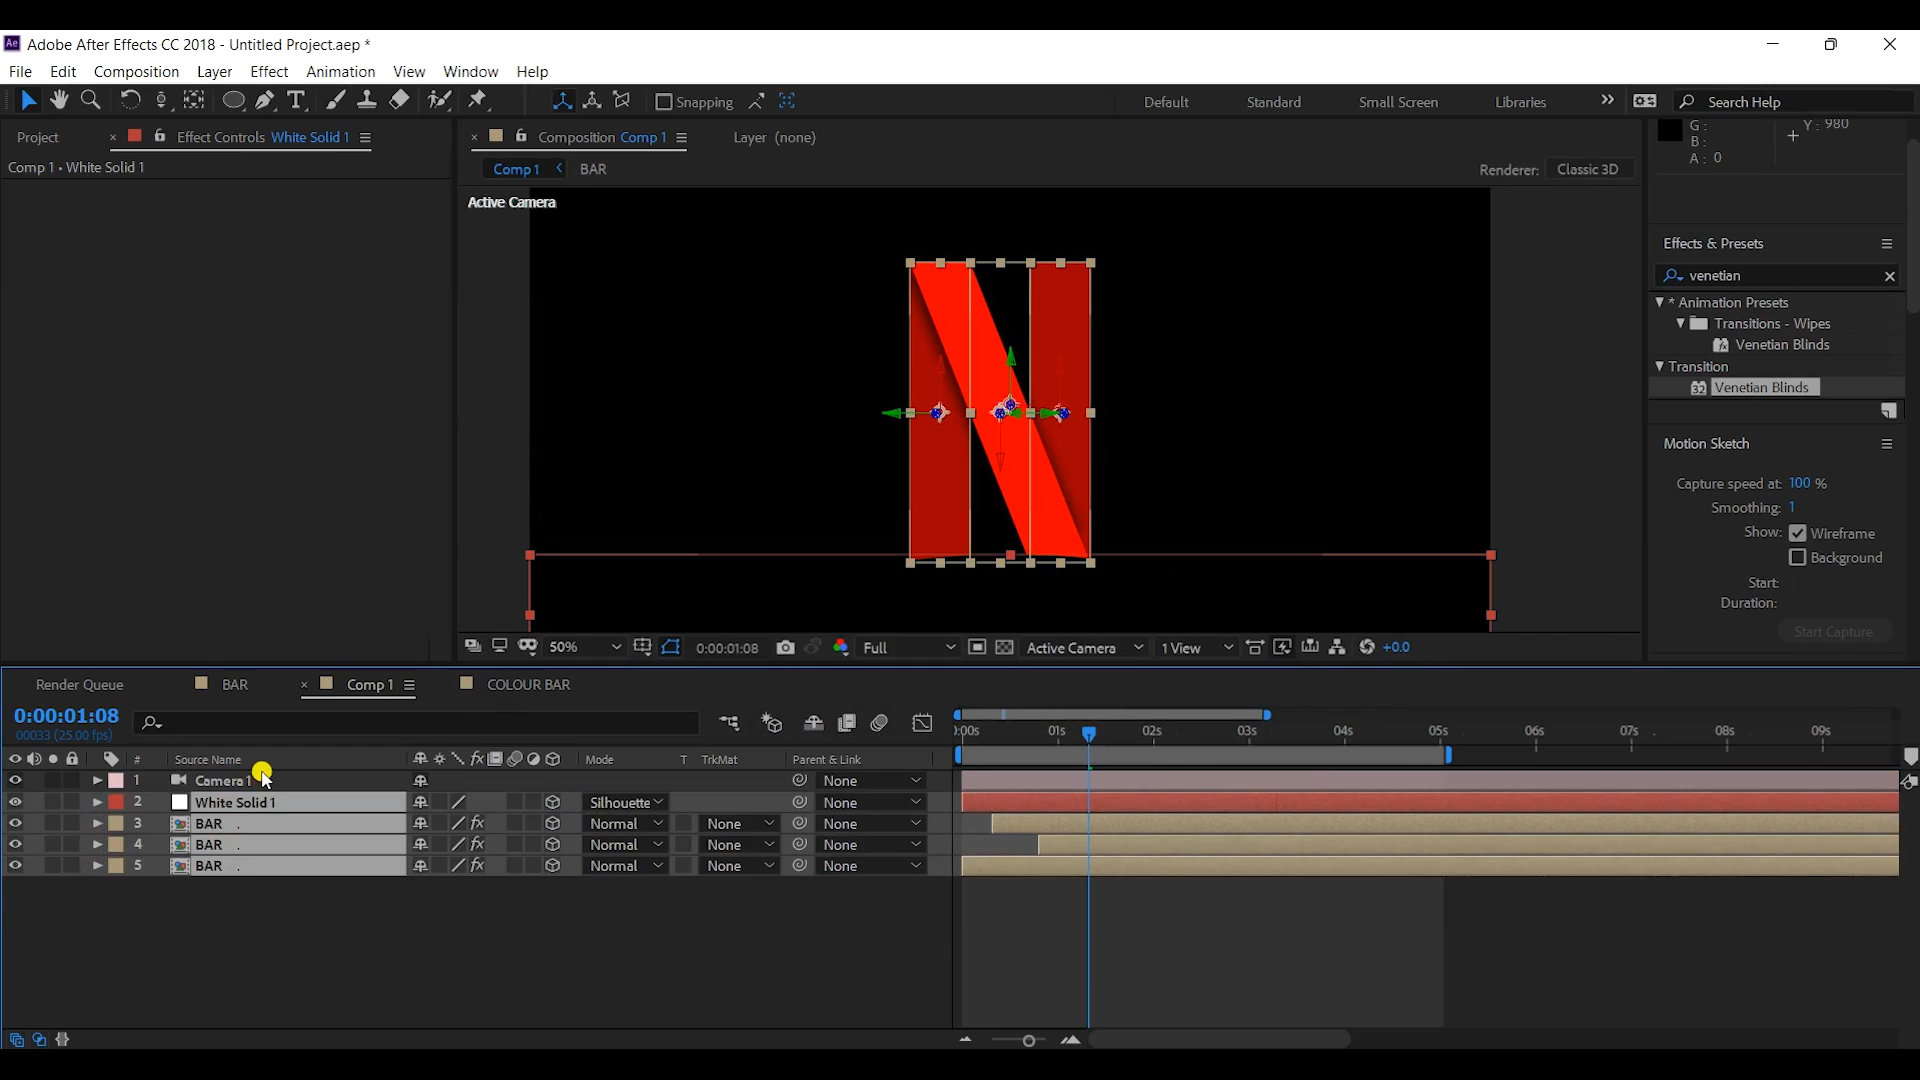 Adobe After Effects CC 2018 - Untitled Project.aep *
File Edit Composition Layer Effect Animation View Window Help
Snapping Default Standard Small Screen Libraries » Search Help
Project × Effect Controls White Solid 1 × Composition Comp 1 Layer (none)
G: Y: 980
B:
A: 0
Comp 1 • White Solid 1
Comp 1 < BAR Renderer: Classic 3D
Active Camera
Effects & Presets
venetian
* Animation Presets
Transitions - Wipes
Venetian Blinds
Transition
32 Venetian Blinds
Motion Sketch
Capture speed at: 100 %
Smoothing: 1
Show: Wireframe
Background
Start:
Duration:
Start Capture
50% 0:00:01:08 Full Active Camera 1 View +0.0
Render Queue BAR × Comp 1 COLOUR BAR
0:00:01:08
00033 (25.00 fps)
):00s 01s 02s 03s 04s 05s 06s 07s 08s 09s
# Source Name fx Mode T TrkMat Parent & Link
1 Camera 1 None
2 White Solid 1 Silhouette None
3 BAR . fx Normal None None
4 BAR . fx Normal None None
5 BAR . fx Normal None None